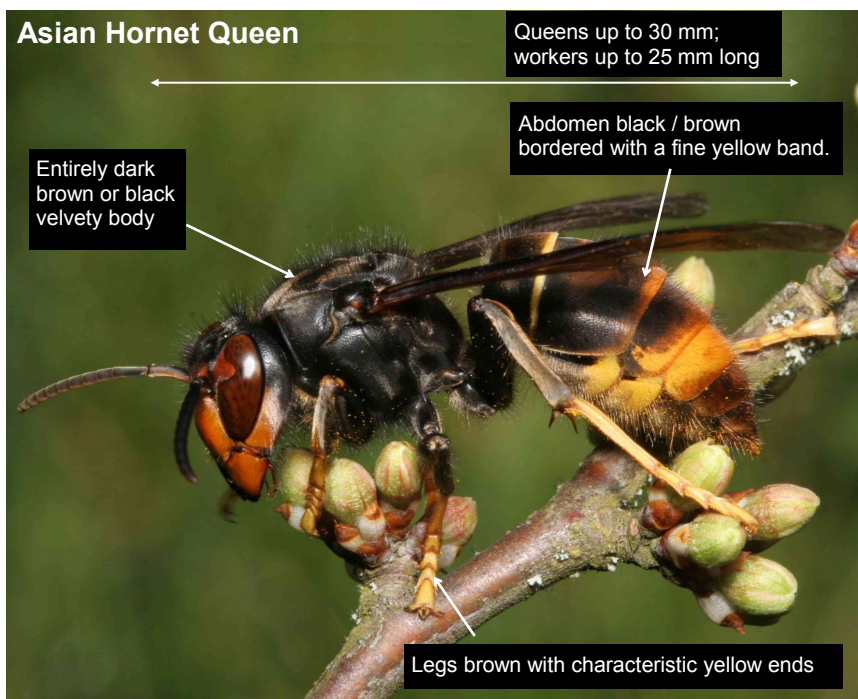 Asian Hornet Queen
Queens up to 30 mm;
workers up to 25 mm long
Abdomen black / brown
bordered with a fine yellow band.
Entirely dark
brown or black
velvety body
Legs brown with characteristic yellow ends